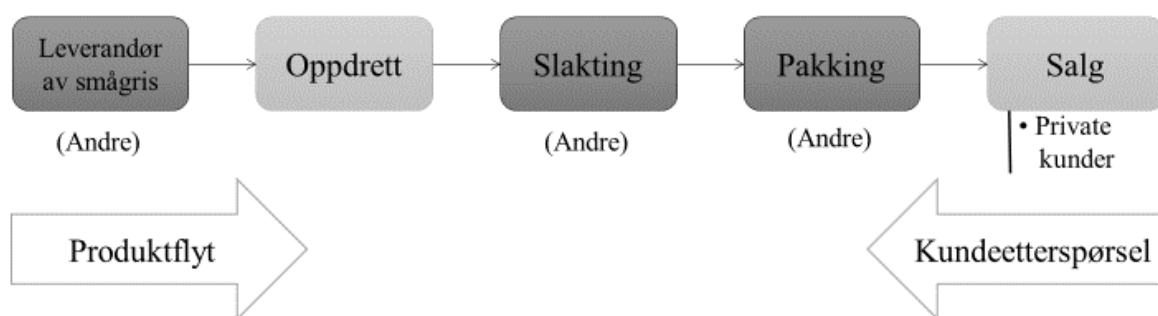 Leverandør
av smågris
Oppdrett
Slakting
Pakking
Salg
(Andre)
(Andre)
(Andre)
• Private
kunder
Produktflyt
Kundeetterspørsel